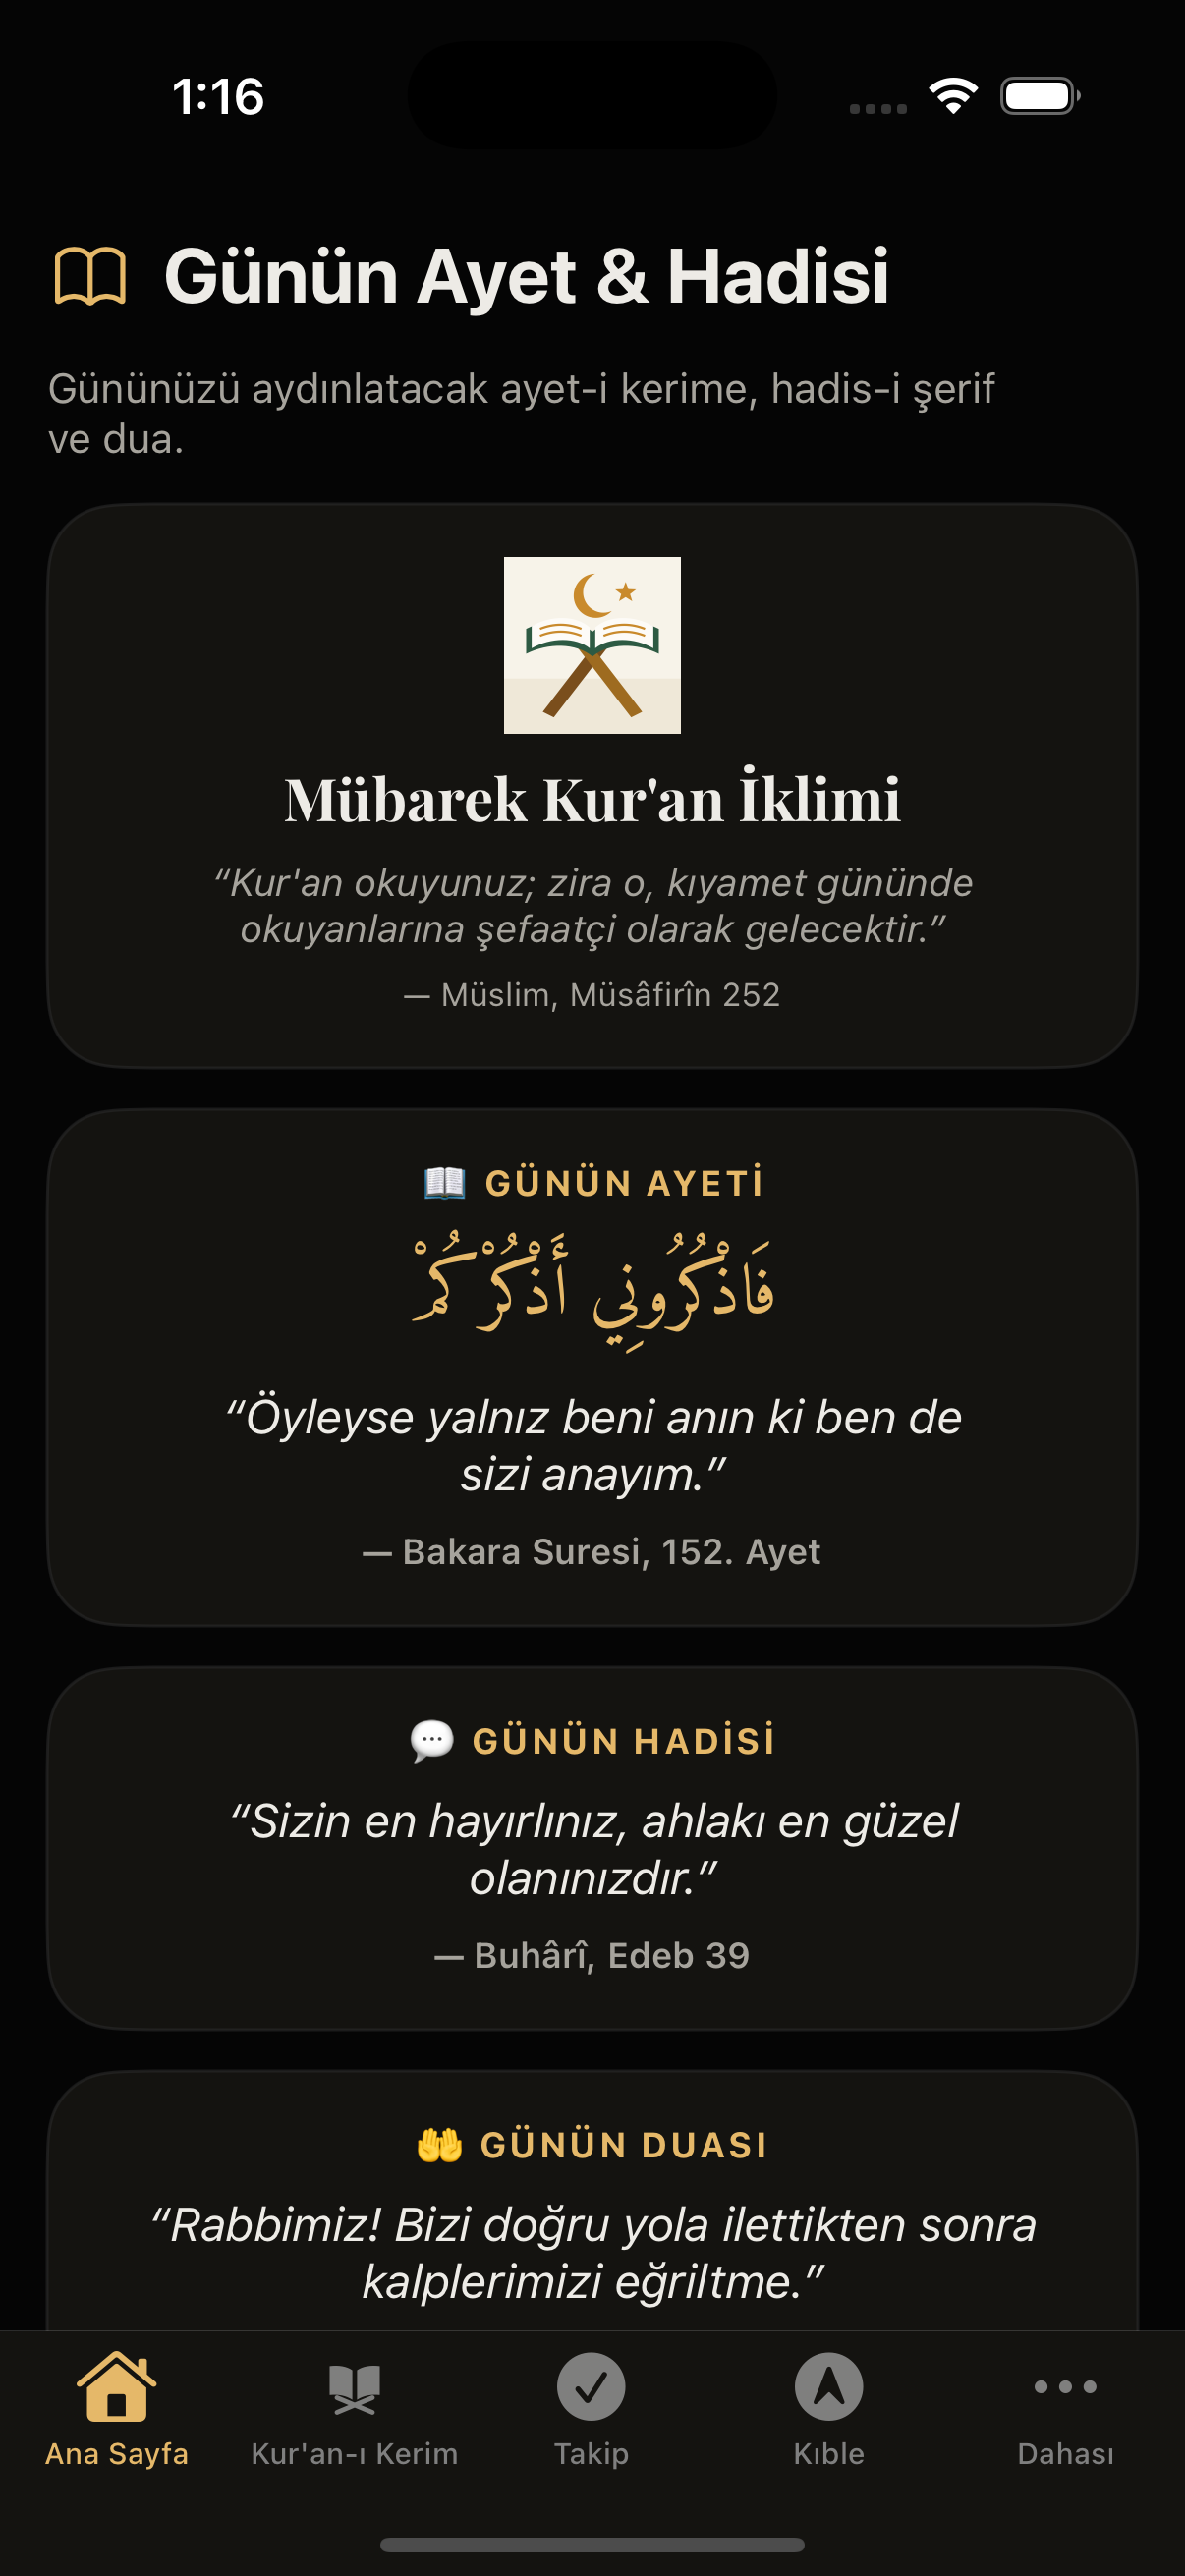 1:16
Günün Ayet & Hadisi
Gününüzü aydınlatacak ayet-i kerime, hadis-i şerif
ve dua.
Mübarek Kur'an İklimi
“Kur'an okuyunuz; zira o, kıyamet gününde
okuyanlarına şefaatçi olarak gelecektir.”
— Müslim, Müsâfirîn 252
📖 GÜNÜN AYETİ
فَاذْكُرُونِي أَذْكُرْكُمْ
“Öyleyse yalnız beni anın ki ben de
sizi anayım.”
— Bakara Suresi, 152. Ayet
💬 GÜNÜN HADİSİ
“Sizin en hayırlınız, ahlakı en güzel
olanınızdır.”
— Buhârî, Edeb 39
🤲 GÜNÜN DUASI
“Rabbimiz! Bizi doğru yola ilettikten sonra
kalplerimizi eğriltme.”
Ana Sayfa Kur'an-ı Kerim Takip Kıble Dahası